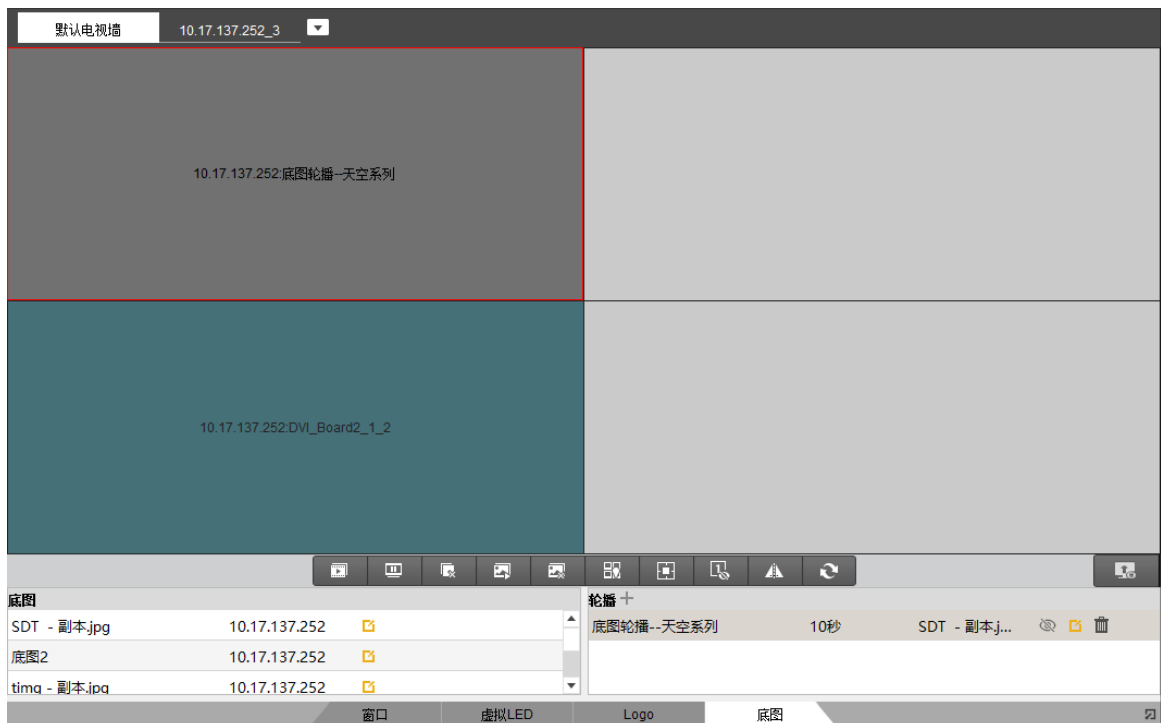 默认电视墙 10.17.137.252_3
10.17.137.252:底图轮播--天空系列
10.17.137.252:DVI_Board2_1_2
底图
SDT - 副本.jpg 10.17.137.252
底图2 10.17.137.252
timg - 副本.jpg 10.17.137.252
轮播
底图轮播--天空系列 10秒 SDT - 副本.j...
窗口 虚拟LED Logo 底图